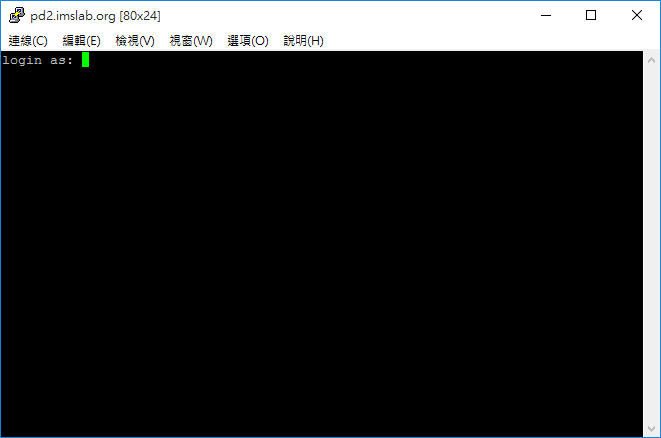 pd2.imslab.org [80x24]
連線(C) 編輯(E) 檢視(V) 視窗(W) 選項(O) 說明(H)
login as: